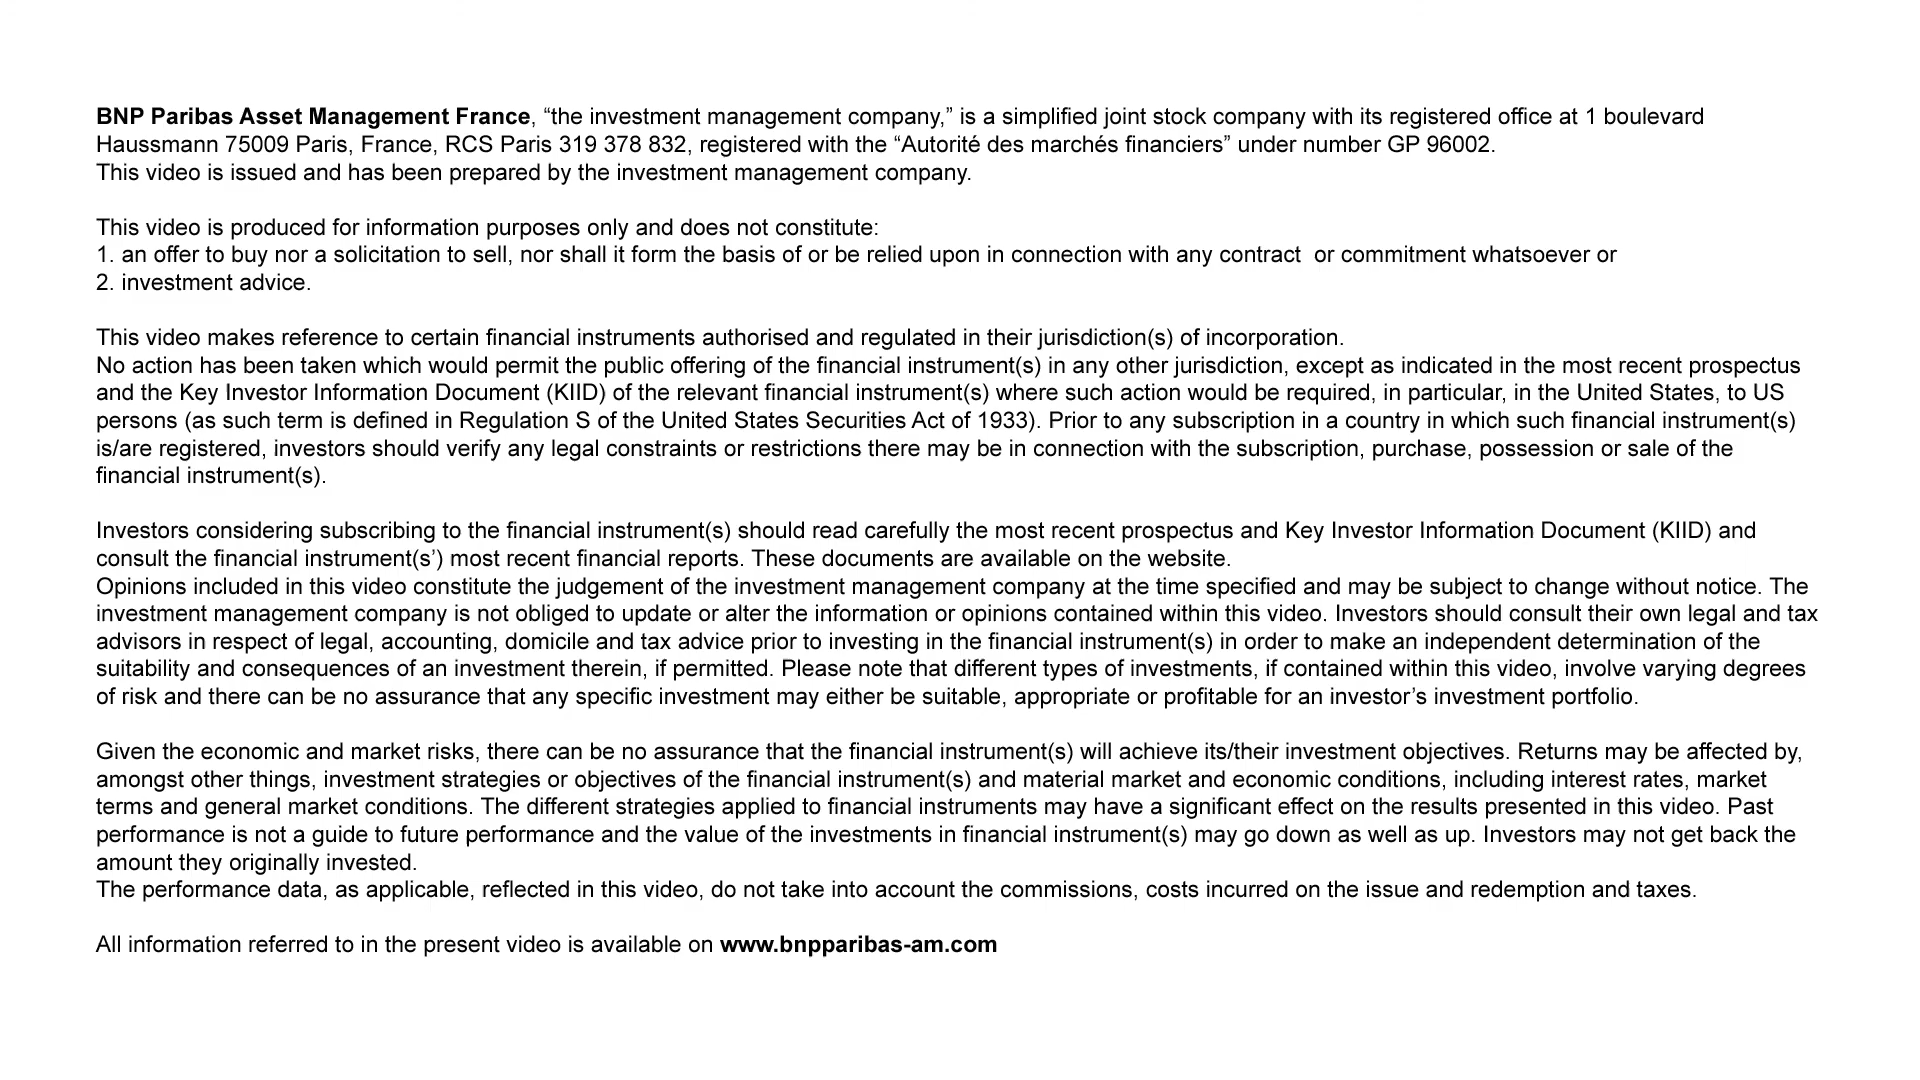 BNP Paribas Asset Management France, “the investment management company,” is a simplified joint stock company with its registered office at 1 boulevard
Haussmann 75009 Paris, France, RCS Paris 319 378 832, registered with the “Autorité des marchés financiers” under number GP 96002.
This video is issued and has been prepared by the investment management company.
This video is produced for information purposes only and does not constitute:
1. an offer to buy nor a solicitation to sell, nor shall it form the basis of or be relied upon in connection with any contract  or commitment whatsoever or
2. investment advice.
This video makes reference to certain financial instruments authorised and regulated in their jurisdiction(s) of incorporation.
No action has been taken which would permit the public offering of the financial instrument(s) in any other jurisdiction, except as indicated in the most recent prospectus
and the Key Investor Information Document (KIID) of the relevant financial instrument(s) where such action would be required, in particular, in the United States, to US
persons (as such term is defined in Regulation S of the United States Securities Act of 1933). Prior to any subscription in a country in which such financial instrument(s)
is/are registered, investors should verify any legal constraints or restrictions there may be in connection with the subscription, purchase, possession or sale of the
financial instrument(s).
Investors considering subscribing to the financial instrument(s) should read carefully the most recent prospectus and Key Investor Information Document (KIID) and
consult the financial instrument(s’) most recent financial reports. These documents are available on the website.
Opinions included in this video constitute the judgement of the investment management company at the time specified and may be subject to change without notice. The
investment management company is not obliged to update or alter the information or opinions contained within this video. Investors should consult their own legal and tax
advisors in respect of legal, accounting, domicile and tax advice prior to investing in the financial instrument(s) in order to make an independent determination of the
suitability and consequences of an investment therein, if permitted. Please note that different types of investments, if contained within this video, involve varying degrees
of risk and there can be no assurance that any specific investment may either be suitable, appropriate or profitable for an investor’s investment portfolio.
Given the economic and market risks, there can be no assurance that the financial instrument(s) will achieve its/their investment objectives. Returns may be affected by,
amongst other things, investment strategies or objectives of the financial instrument(s) and material market and economic conditions, including interest rates, market
terms and general market conditions. The different strategies applied to financial instruments may have a significant effect on the results presented in this video. Past
performance is not a guide to future performance and the value of the investments in financial instrument(s) may go down as well as up. Investors may not get back the
amount they originally invested.
The performance data, as applicable, reflected in this video, do not take into account the commissions, costs incurred on the issue and redemption and taxes.
All information referred to in the present video is available on www.bnpparibas-am.com